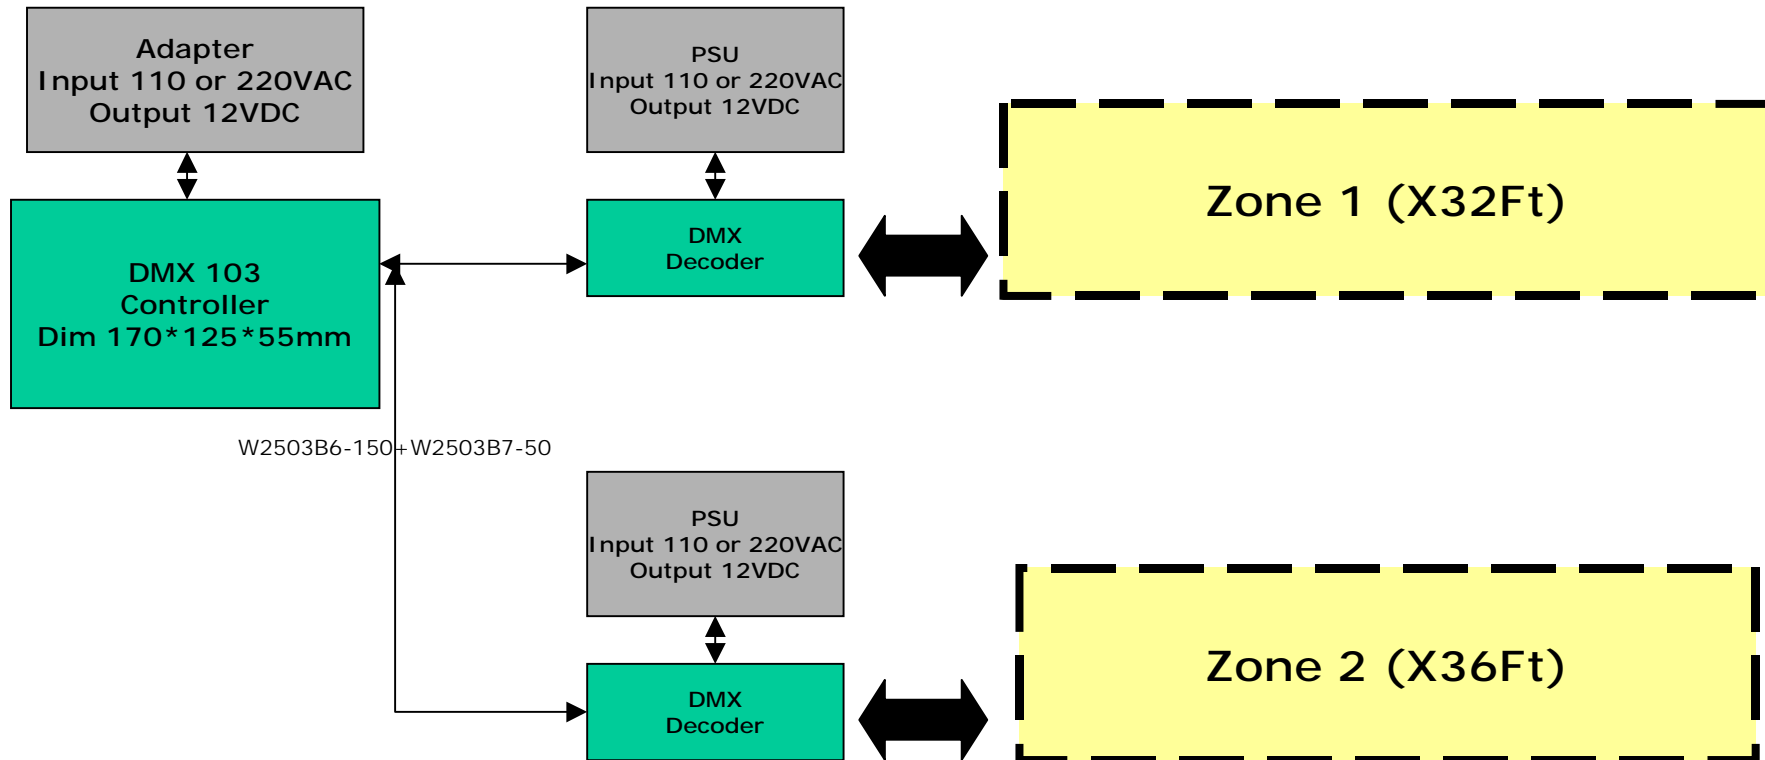 Adapter
Input 110 or 220VAC
Output 12VDC
PSU
Input 110 or 220VAC
Output 12VDC
Zone 1 (X32Ft)
DMX
Decoder
DMX 103
Controller
Dim 170*125*55mm
W2503B6-150+W2503B7-50
PSU
Input 110 or 220VAC
Output 12VDC
Zone 2 (X36Ft)
DMX
Decoder